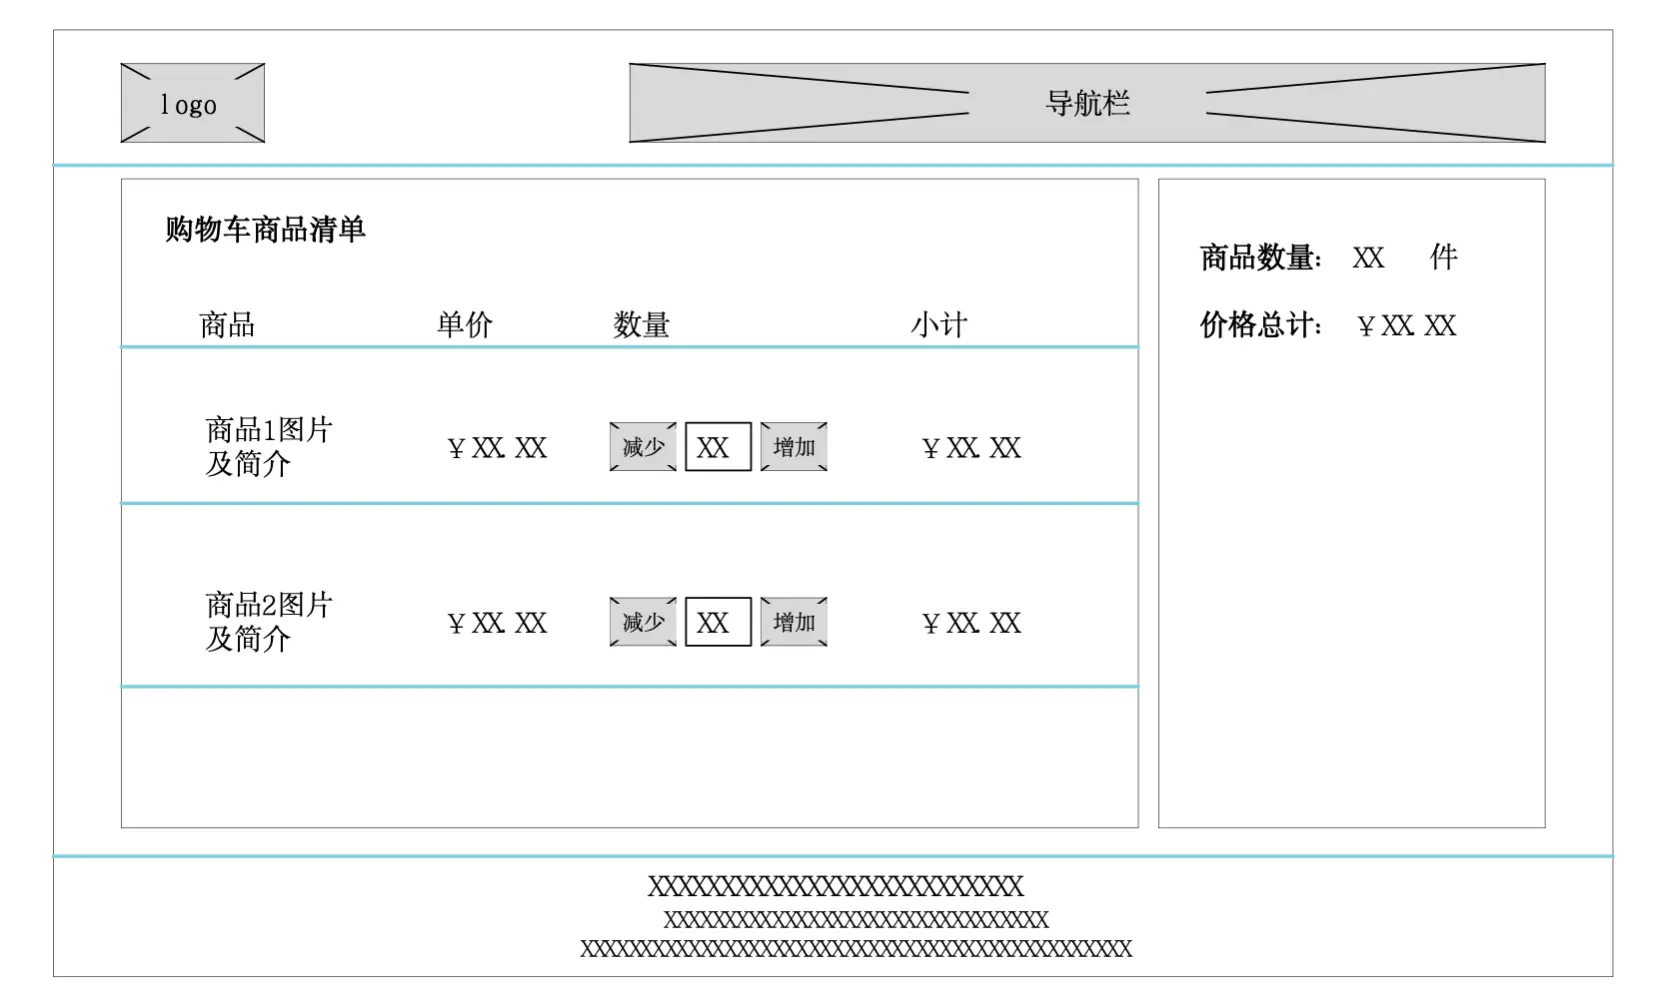 logo
导航栏
购物车商品清单
商品 单价 数量 小计
商品1图片
及简介
￥XX.XX 减少 XX 增加 ￥XX.XX
商品2图片
及简介
￥XX.XX 减少 XX 增加 ￥XX.XX
商品数量： XX 件
价格总计： ￥XX.XX
XXXXXXXXXXXXXXXXXXXXXXXXXX
XXXXXXXXXXXXXXXXXXXXXXXXXXXXXXXX
XXXXXXXXXXXXXXXXXXXXXXXXXXXXXXXXXXXXXXXXXXXXXX